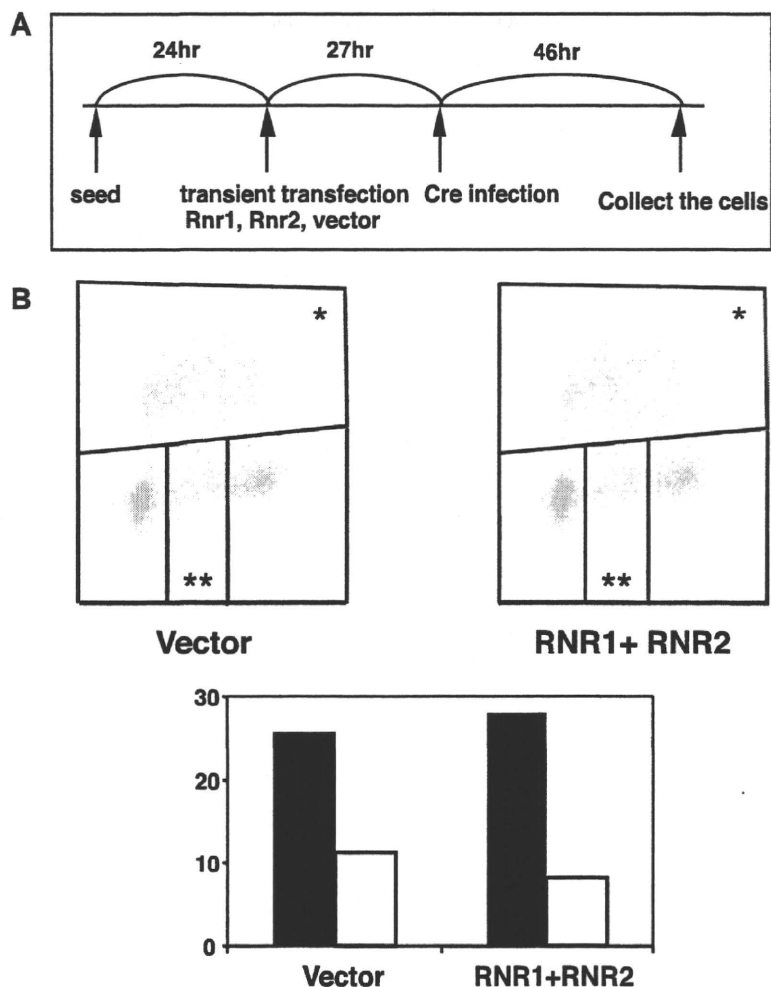 A
24hr 27hr 46hr
seed transient transfection Cre infection Collect the cells
Rnr1, Rnr2, vector
B
* *
** **
Vector RNR1+ RNR2
30
20
10
0
Vector RNR1+RNR2